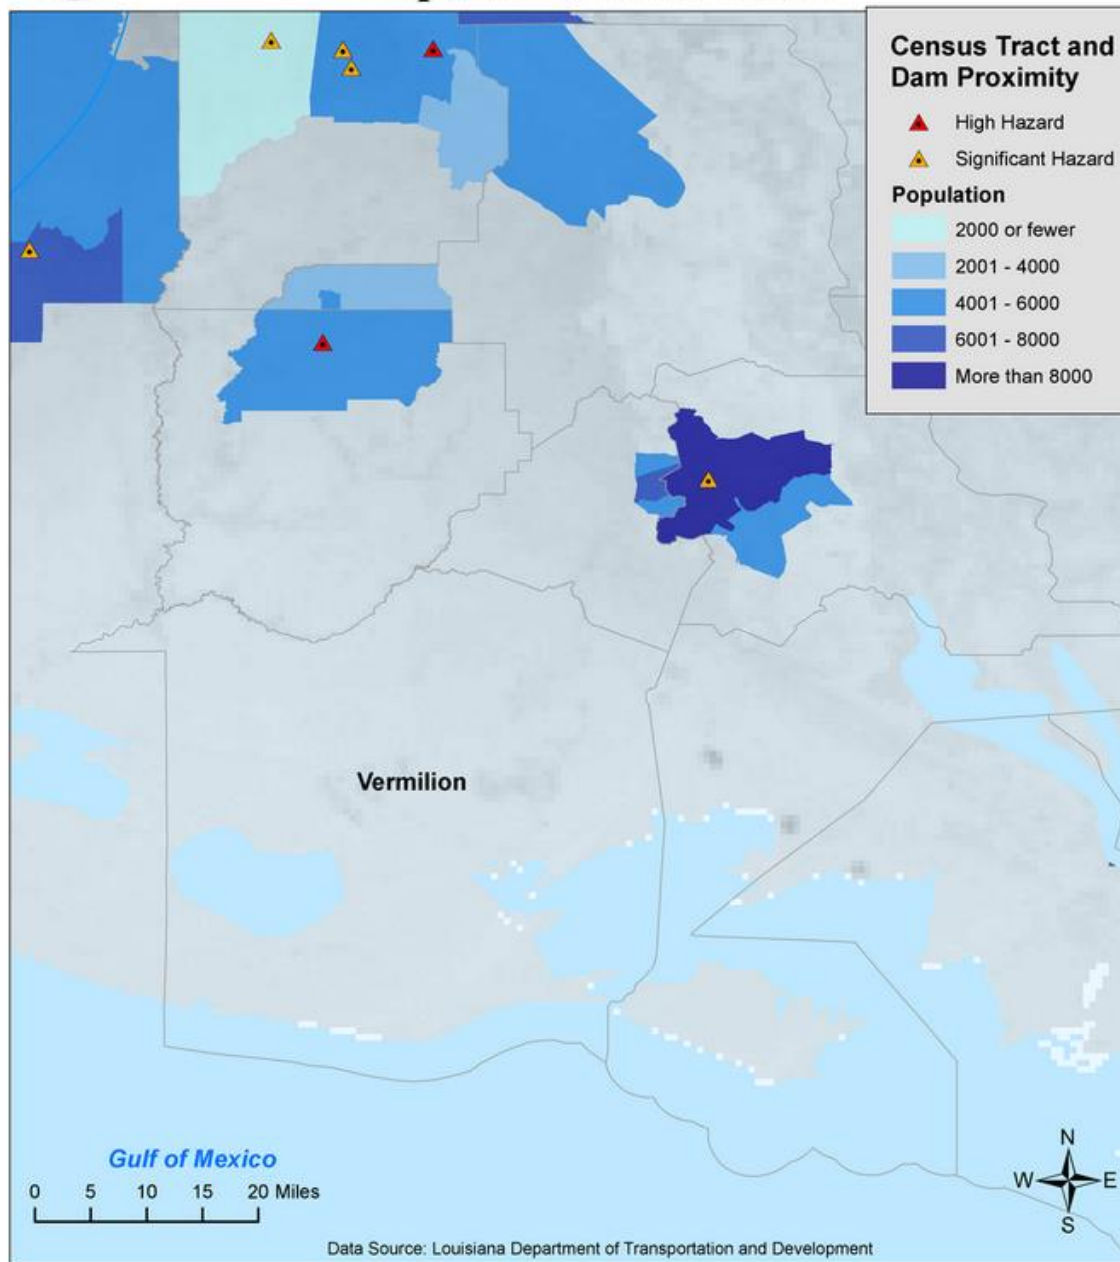 Census Tract and
Dam Proximity
High Hazard
Significant Hazard
Population
2000 or fewer
2001 - 4000
4001 - 6000
6001 - 8000
More than 8000
Vermilion
Gulf of Mexico
0 5 10 15 20 Miles
N
W E
S
Data Source: Louisiana Department of Transportation and Development